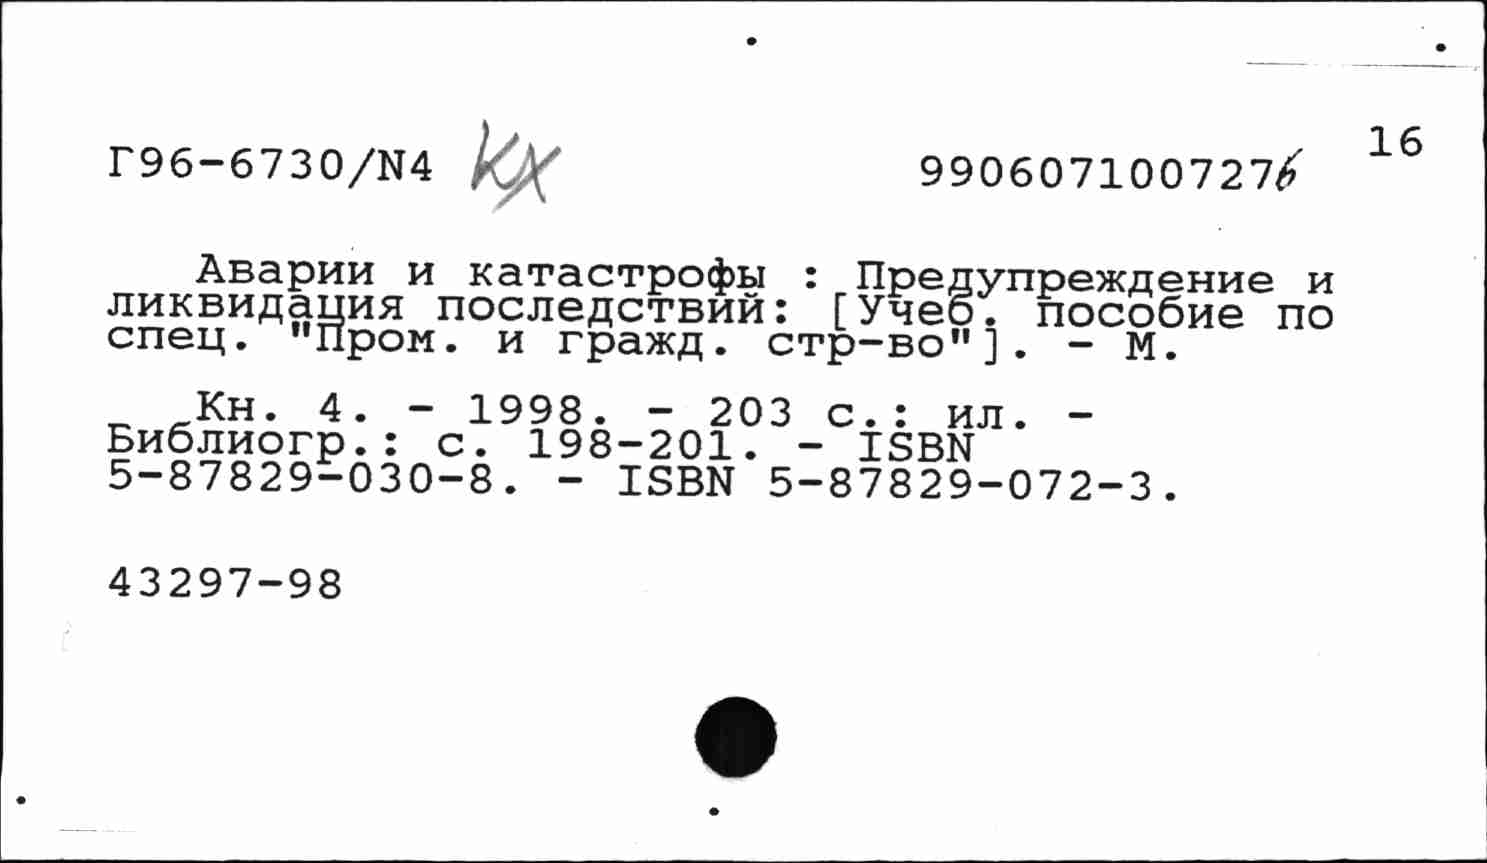 16
Г96-6730/N4 КХ 9906071007276
Аварии и катастрофы : Предупреждение и
ликвидация последствий: [Учеб. пособие по
спец. "Пром. и гражд. стр-во"]. - М.
Кн. 4. - 1998. - 203 с.: ил. -
Библиогр.: с. 198-201. - ISBN
5-87829-030-8. - ISBN 5-87829-072-3.
43297-98